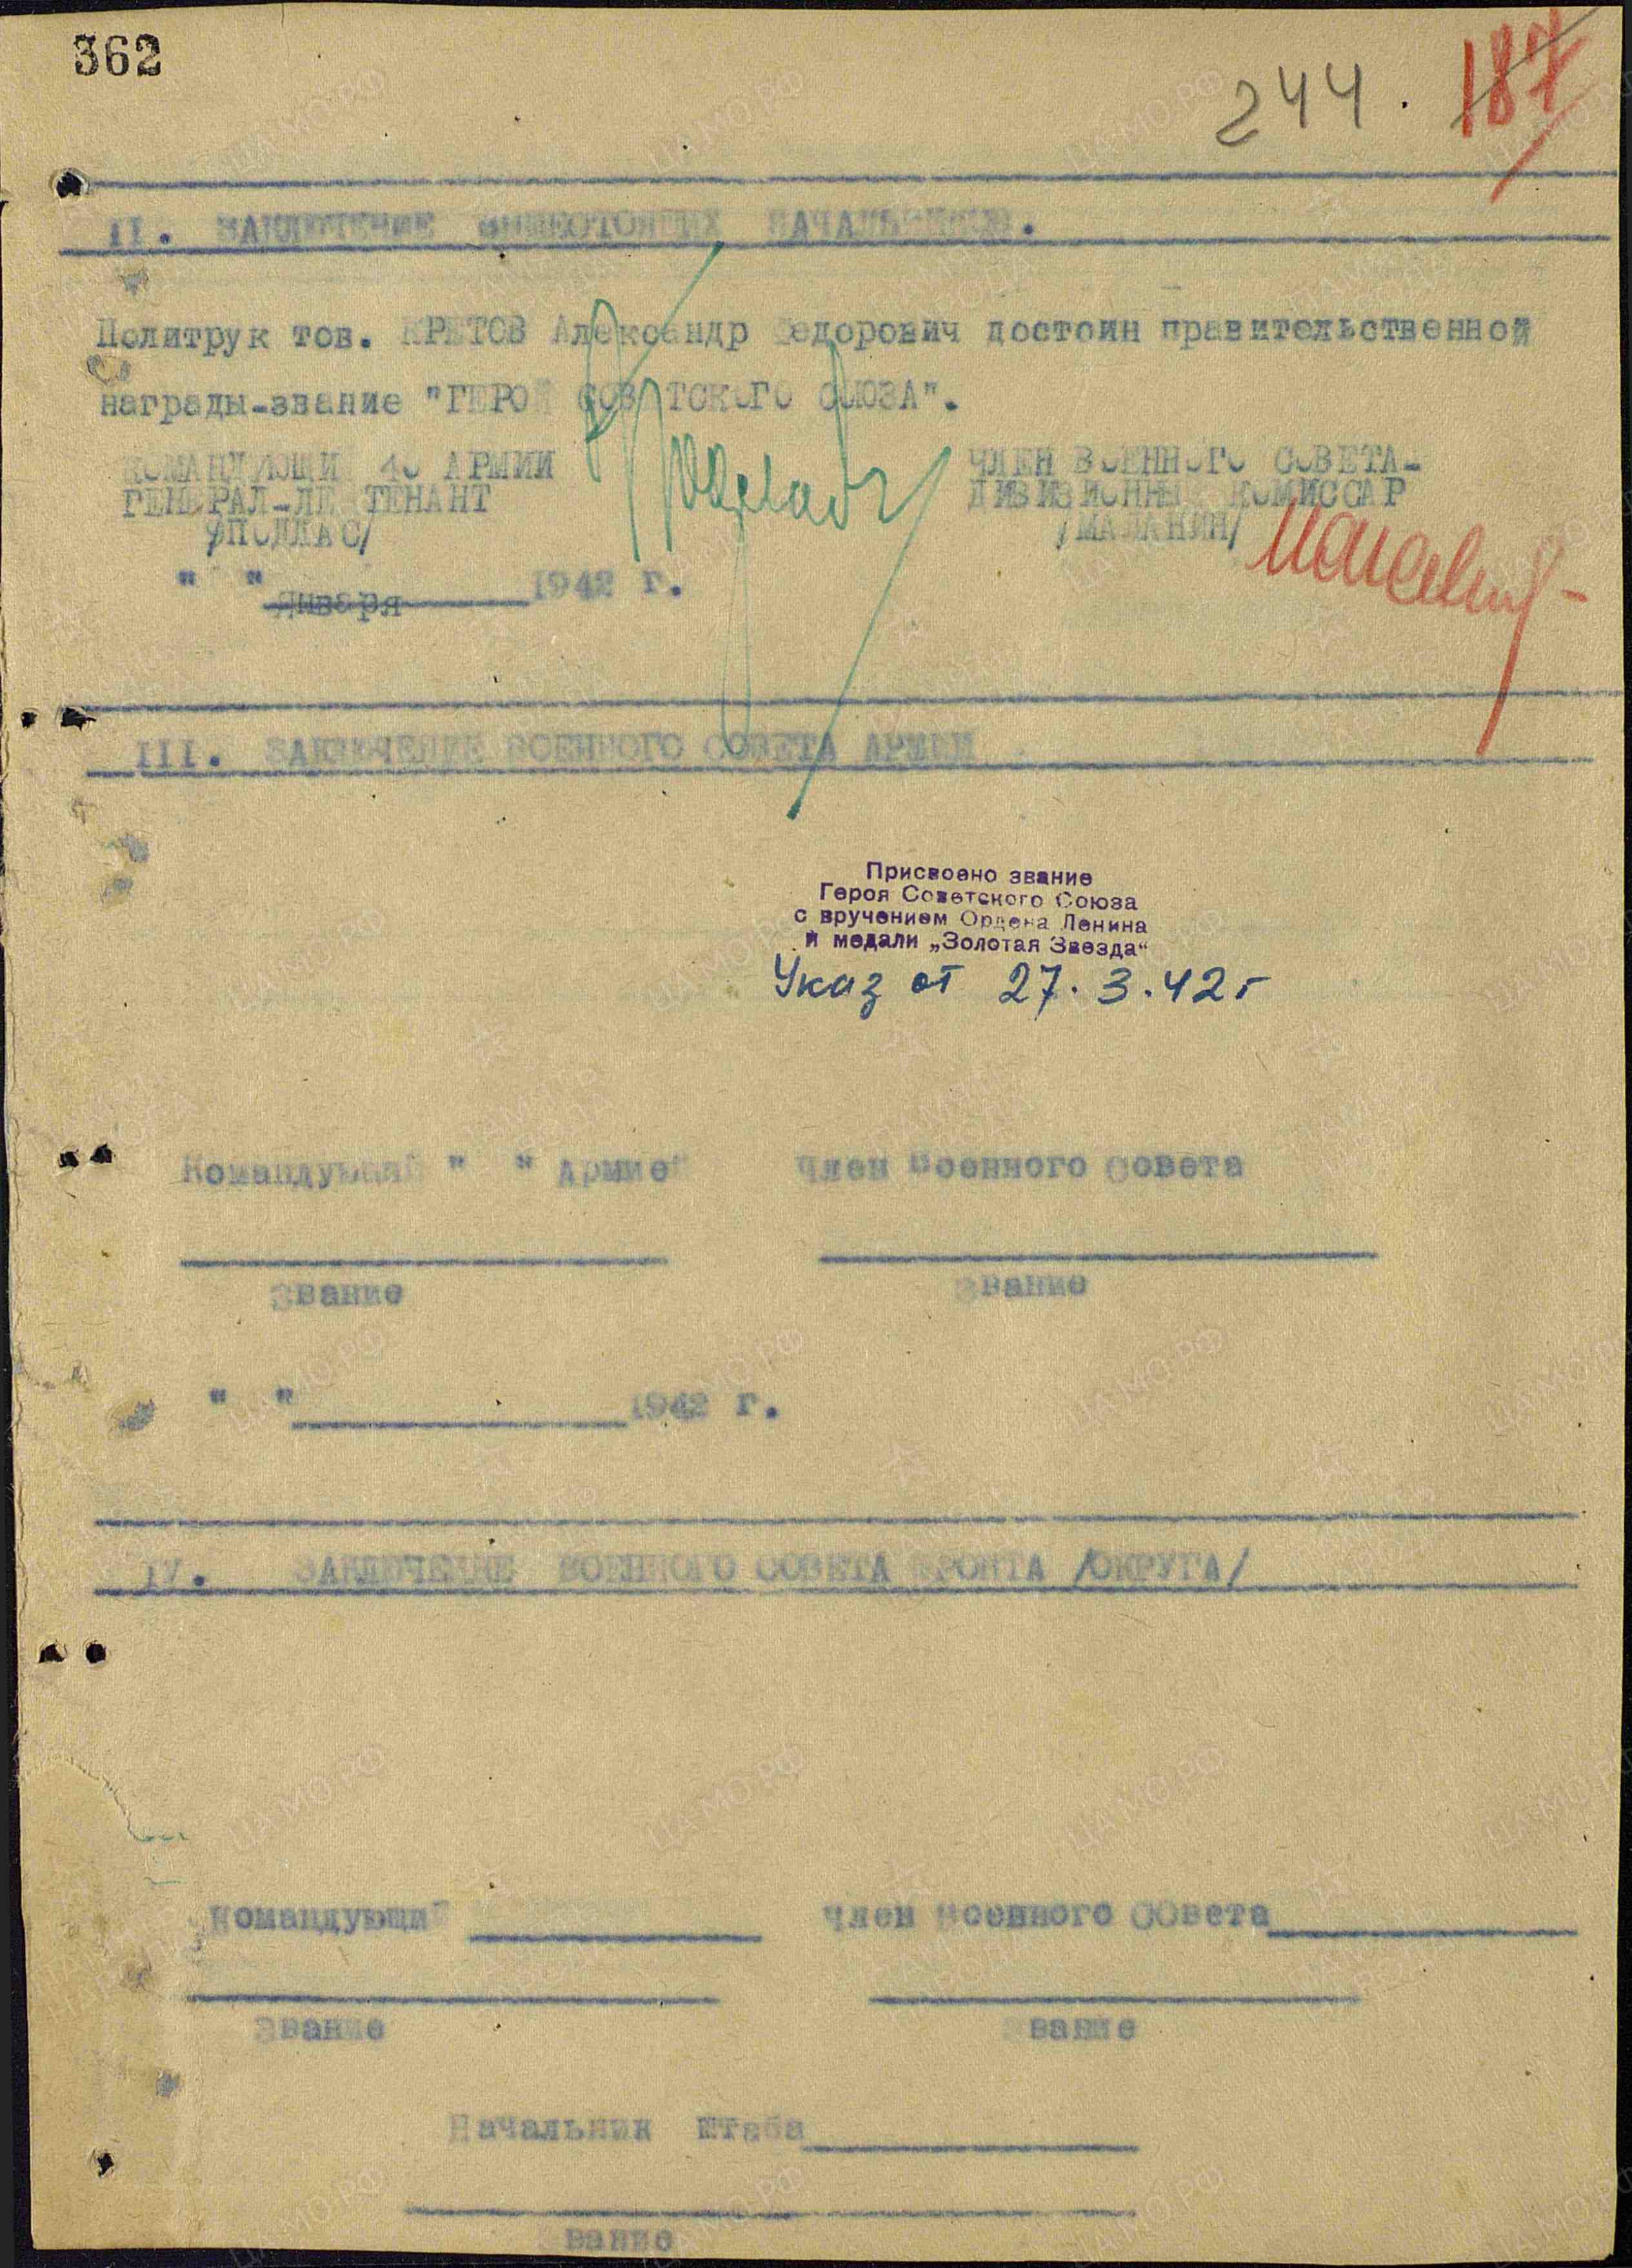 362
244. 187
II. ЗАКЛЮЧЕНИЕ ВЫШЕСТОЯЩИХ НАЧАЛЬНИКОВ.
Политрук тов. КРЕТОВ Александр Федорович достоин правительственной
награды-звание "ГЕРОЙ СОВЕТСКОГО СОЮЗА".
КОМАНДУЮЩИЙ 40 АРМИИ
ГЕНЕРАЛ-ЛЕЙТЕНАНТ
/ПОДЛАС/
ЧЛЕН ВОЕННОГО СОВЕТА-
ДИВИЗИОННЫЙ КОМИССАР
/МАЛАНИН/
" " января 1942 г.
III. ЗАКЛЮЧЕНИЕ ВОЕННОГО СОВЕТА АРМИИ
Присвоено звание
Героя Советского Союза
с вручением Ордена Ленина
и медали „Золотая Звезда“
Указ от 27.3.42г
Командующий " " Армией Член Военного Совета
Звание Звание
" " 1942 г.
IV. ЗАКЛЮЧЕНИЕ ВОЕННОГО СОВЕТА ФРОНТА /ОКРУГА/
Командующий Член Военного СОвета
Звание Звание
Начальник Штаба
Звание